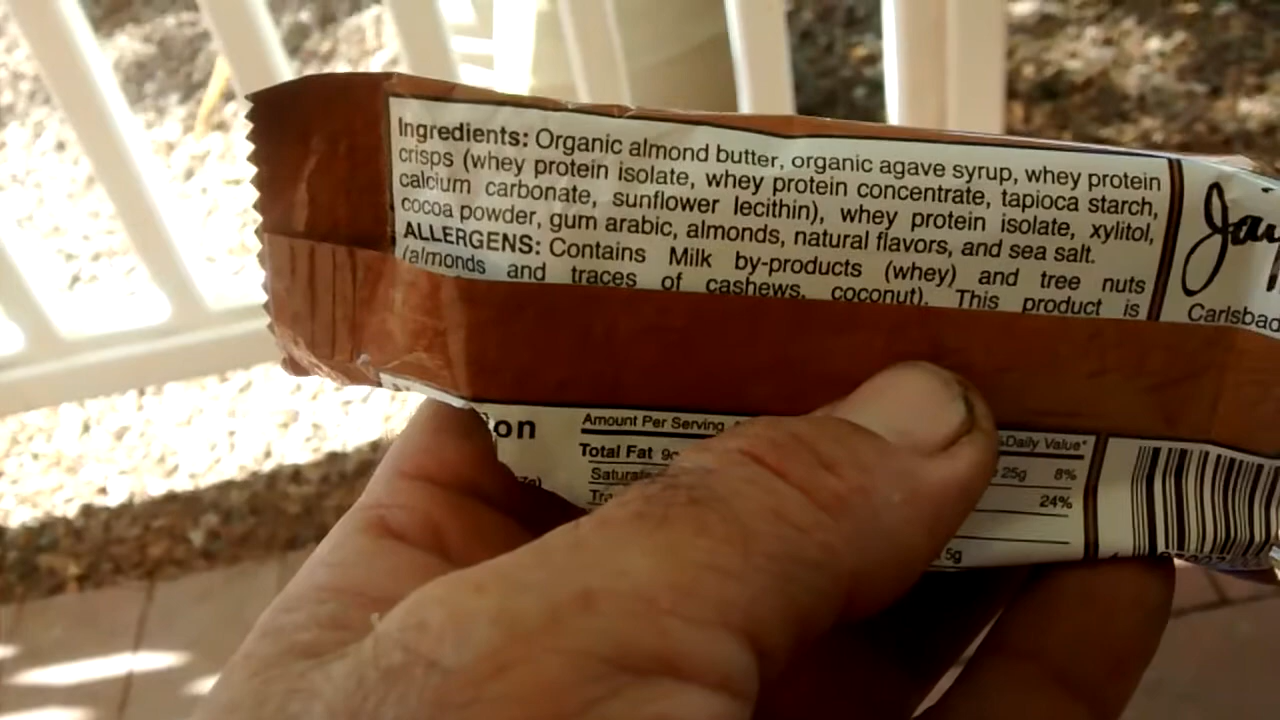 Ingredients: Organic almond butter, organic agave syrup, whey protein
crisps (whey protein isolate, whey protein concentrate, tapioca starch,
calcium carbonate, sunflower lecithin), whey protein isolate, xylitol,
cocoa powder, gum arabic, almonds, natural flavors, and sea salt.
ALLERGENS: Contains Milk by-products (whey) and tree nuts
(almonds and traces of cashews, coconut). This product is
Carlsbad
on
Amount Per Serving
%Daily Value*
Total Fat
25g 8%
24%
5g